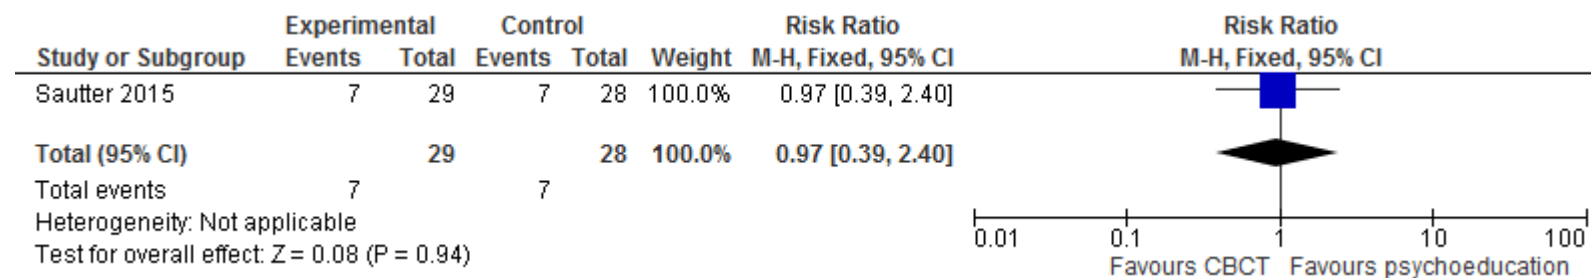 Experimental Control Risk Ratio Risk Ratio
Study or Subgroup Events Total Events Total Weight M-H, Fixed, 95% CI M-H, Fixed, 95% CI
Sautter 2015 7 29 7 28 100.0% 0.97 [0.39, 2.40]
Total (95% CI) 29 28 100.0% 0.97 [0.39, 2.40]
Total events 7 7
Heterogeneity: Not applicable
Test for overall effect: Z = 0.08 (P = 0.94)
0.01 0.1 1 10 100
Favours CBCT Favours psychoeducation